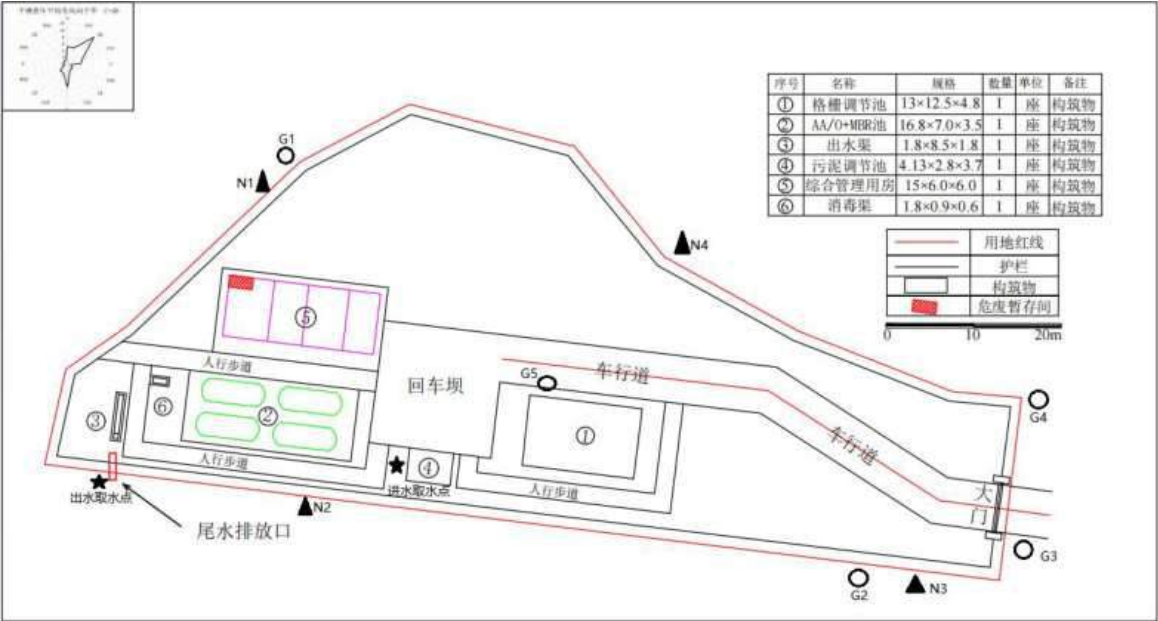 序号 名称 规格 数量 单位 备注
① 格栅调节池 13×12.5×4.8 1 座 构筑物
② AA/O+MBR池 16.8×7.0×3.5 1 座 构筑物
③ 出水渠 1.8×8.5×1.8 1 座 构筑物
④ 污泥调节池 4.13×2.8×3.7 1 座 构筑物
⑤ 综合管理用房 15×6.0×6.0 1 座 构筑物
⑥ 消毒渠 1.8×0.9×0.6 1 座 构筑物
用地红线
护栏
构筑物
危废暂存间
0 10 20m
G1
N1
N4
⑤
人行步道
回车坝
G5
车行道
G4
③
⑥
②
①
车行道
人行步道
④
人行步道
大门
出水取水点
进水取水点
N2
尾水排放口
G3
G2
N3